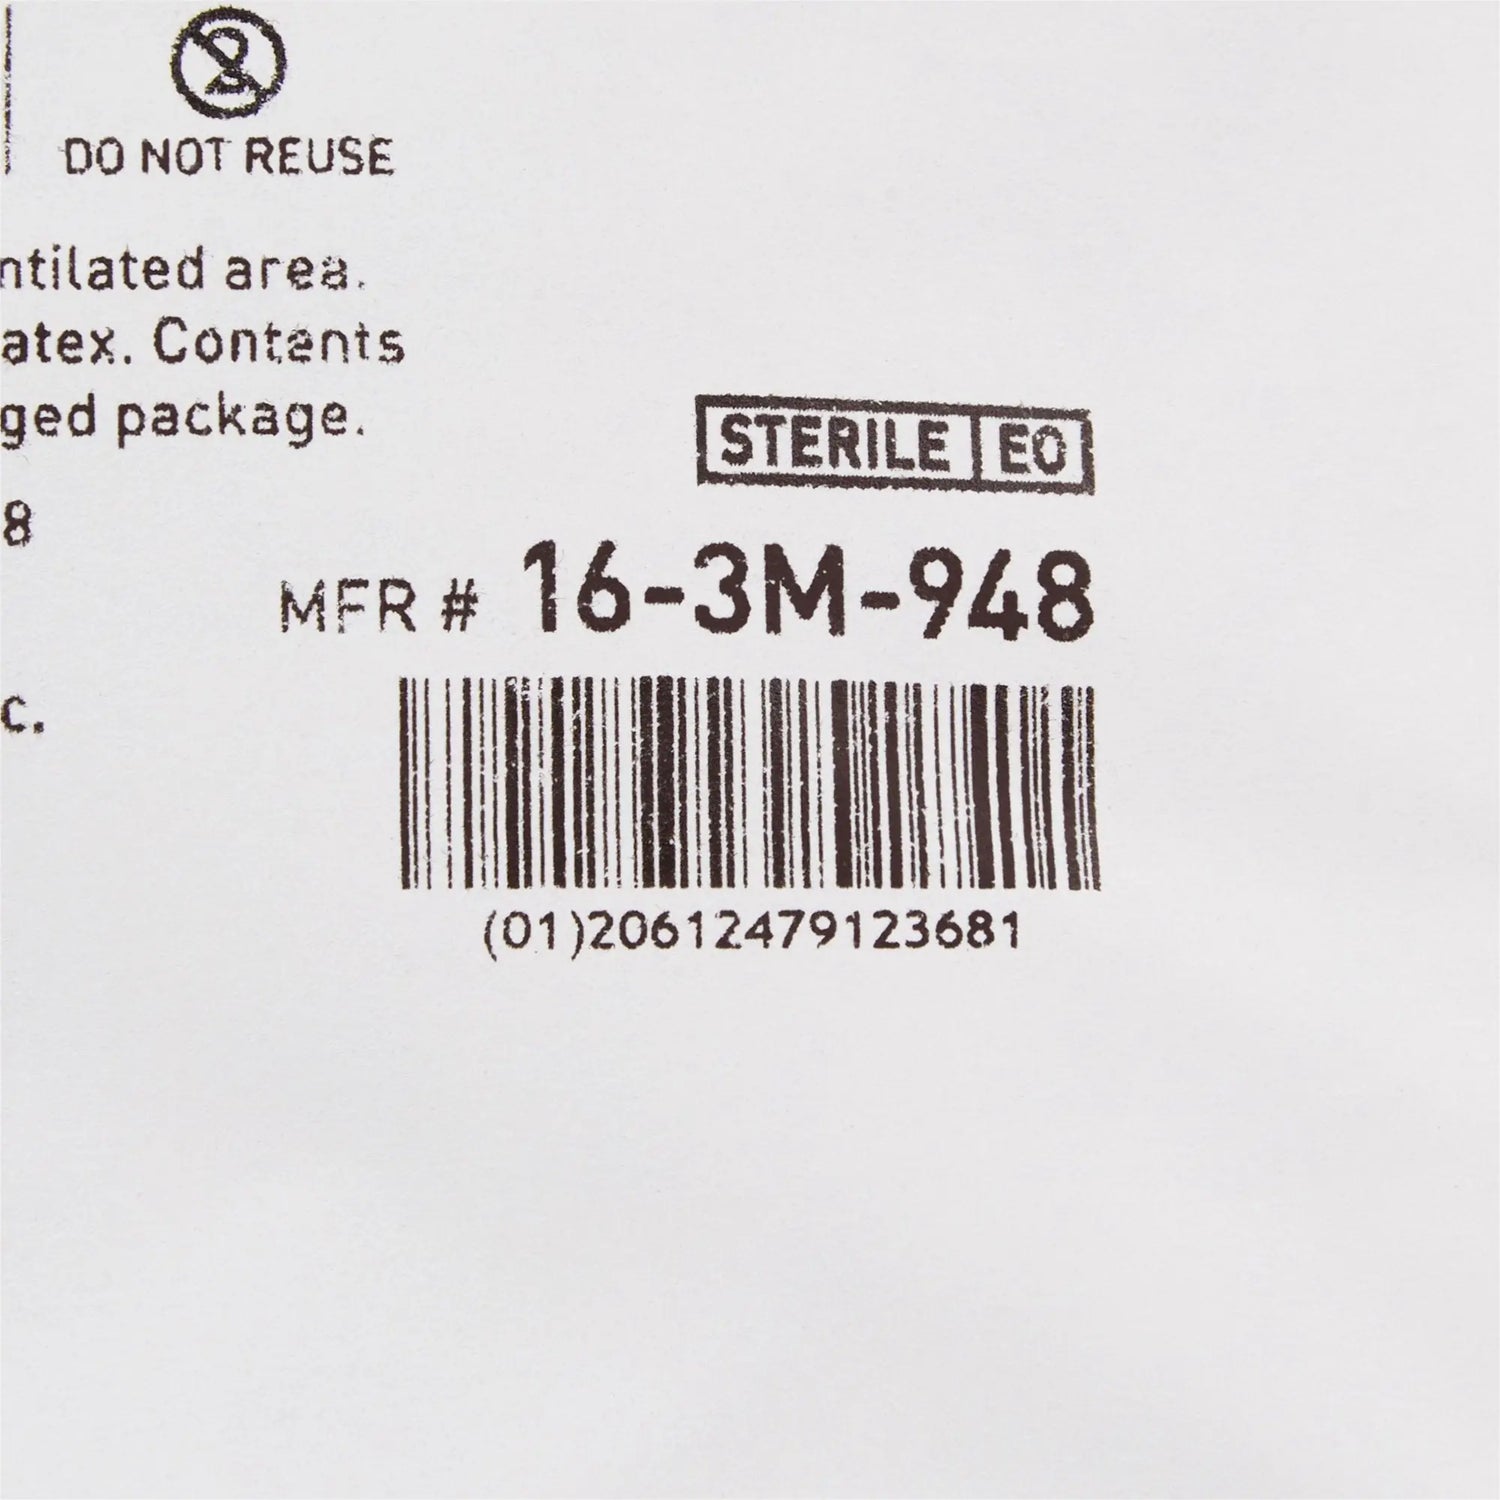 DO NOT REUSE
ntilated area.
atex. Contents
ged package.
STERILE EO
8
MFR # 16-3M-948
c.
(01)20612479123681